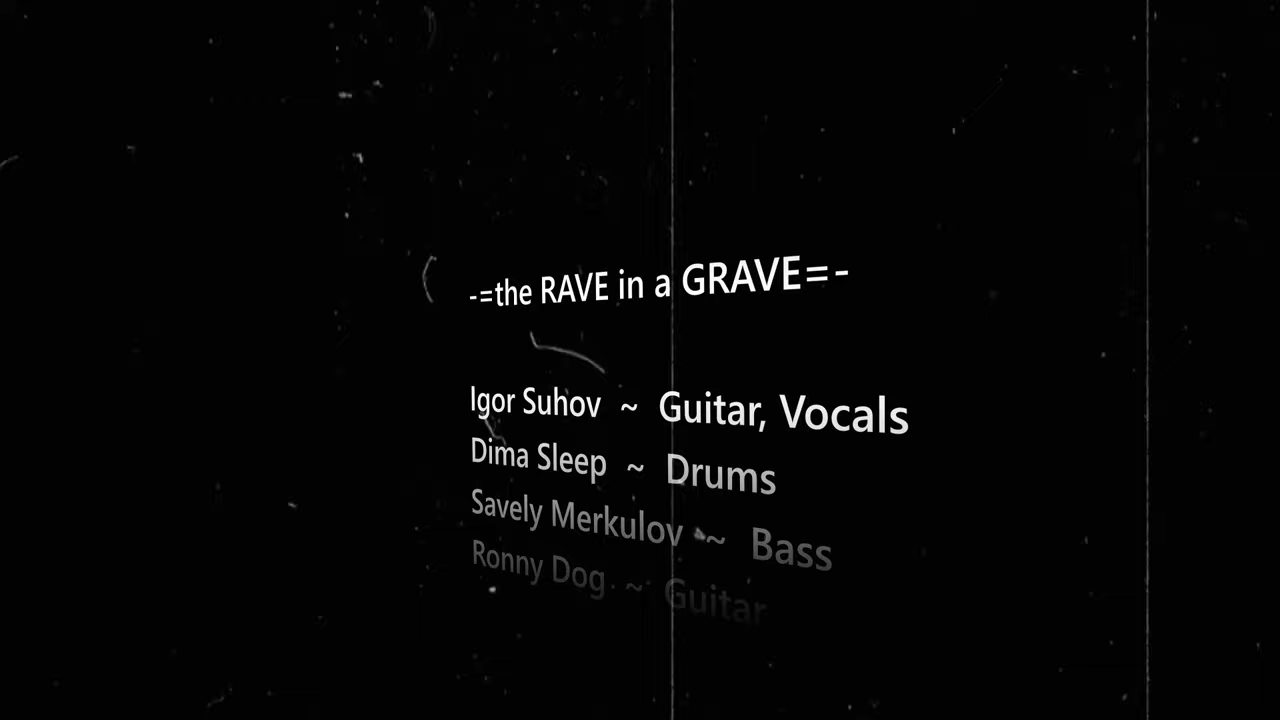 -=the RAVE in a GRAVE=-
Igor Suhov ~ Guitar, Vocals
Dima Sleep ~ Drums
Savely Merkulov ~ Bass
Ronny Dog ~ Guitar